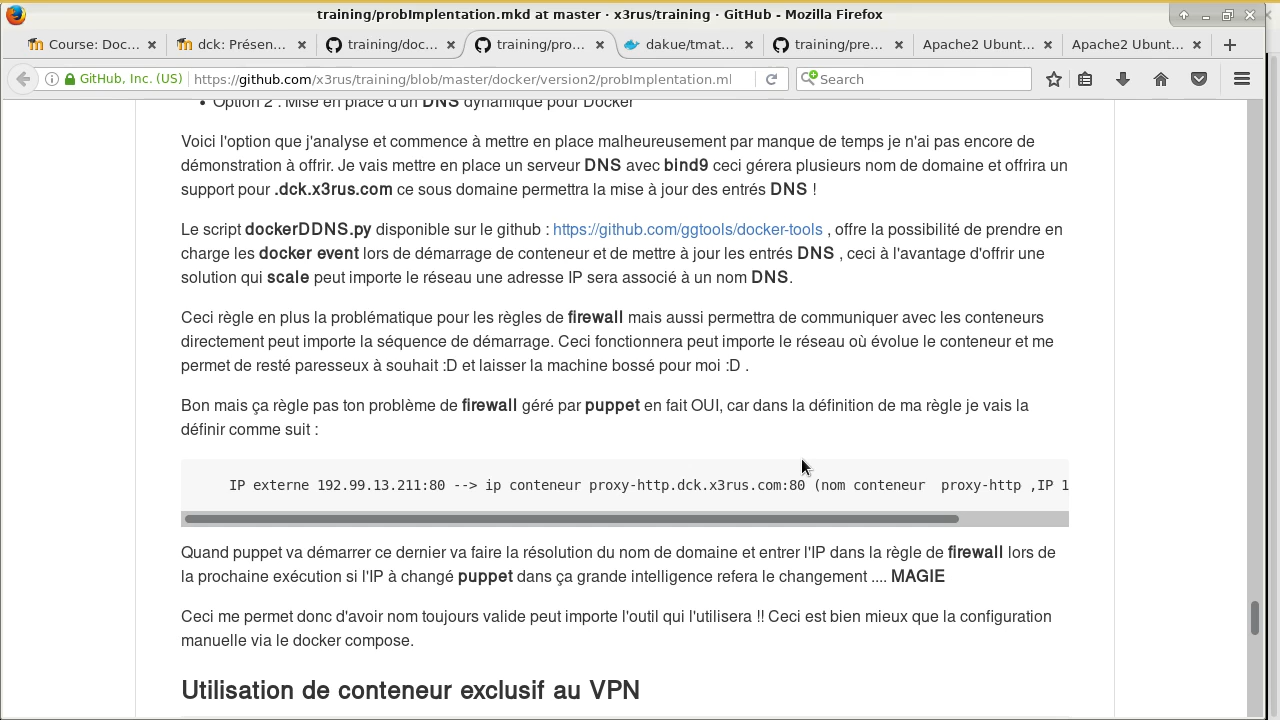 training/probImplentation.mkd at master · x3rus/training · GitHub - Mozilla Firefox
Course: Doc...
dck: Présen...
training/doc...
training/pro...
dakue/tmat...
training/pre...
Apache2 Ubunt...
Apache2 Ubunt...
GitHub, Inc. (US)
https://github.com/x3rus/training/blob/master/docker/version2/probImplentation.ml
Search
Option 2 : Mise en place d'un DNS dynamique pour Docker
Voici l'option que j'analyse et commence à mettre en place malheureusement par manque de temps je n'ai pas encore de
démonstration à offrir. Je vais mettre en place un serveur DNS avec bind9 ceci gérera plusieurs nom de domaine et offrira un
support pour .dck.x3rus.com ce sous domaine permettra la mise à jour des entrés DNS !
Le script dockerDDNS.py disponible sur le github : https://github.com/ggtools/docker-tools , offre la possibilité de prendre en
charge les docker event lors de démarrage de conteneur et de mettre à jour les entrés DNS , ceci à l'avantage d'offrir une
solution qui scale peut importe le réseau une adresse IP sera associé à un nom DNS.
Ceci règle en plus la problématique pour les règles de firewall mais aussi permettra de communiquer avec les conteneurs
directement peut importe la séquence de démarrage. Ceci fonctionnera peut importe le réseau où évolue le conteneur et me
permet de resté paresseux à souhait :D et laisser la machine bossé pour moi :D .
Bon mais ça règle pas ton problème de firewall géré par puppet en fait OUI, car dans la définition de ma règle je vais la
définir comme suit :
IP externe 192.99.13.211:80 --> ip conteneur proxy-http.dck.x3rus.com:80 (nom conteneur  proxy-http ,IP 1
Quand puppet va démarrer ce dernier va faire la résolution du nom de domaine et entrer l'IP dans la règle de firewall lors de
la prochaine exécution si l'IP à changé puppet dans ça grande intelligence refera le changement .... MAGIE
Ceci me permet donc d'avoir nom toujours valide peut importe l'outil qui l'utilisera !! Ceci est bien mieux que la configuration
manuelle via le docker compose.
Utilisation de conteneur exclusif au VPN